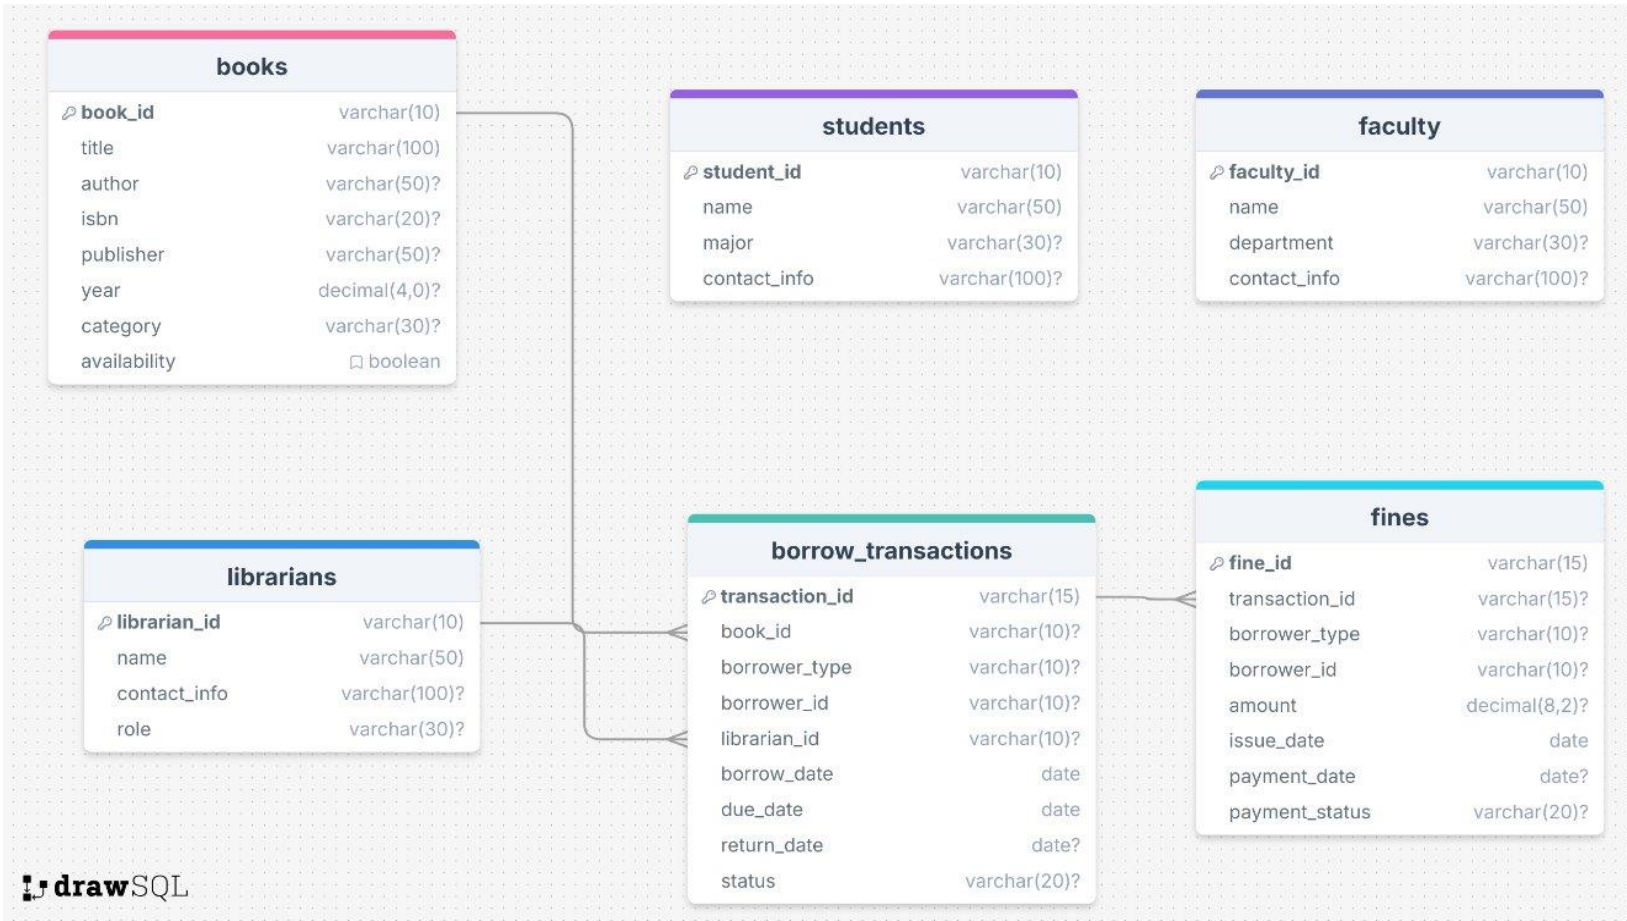 books
book_id varchar(10)
title varchar(100)
author varchar(50)?
isbn varchar(20)?
publisher varchar(50)?
year decimal(4,0)?
category varchar(30)?
availability boolean
students
student_id varchar(10)
name varchar(50)
major varchar(30)?
contact_info varchar(100)?
faculty
faculty_id varchar(10)
name varchar(50)
department varchar(30)?
contact_info varchar(100)?
librarians
librarian_id varchar(10)
name varchar(50)
contact_info varchar(100)?
role varchar(30)?
borrow_transactions
transaction_id varchar(15)
book_id varchar(10)?
borrower_type varchar(10)?
borrower_id varchar(10)?
librarian_id varchar(10)?
borrow_date date
due_date date
return_date date?
status varchar(20)?
fines
fine_id varchar(15)
transaction_id varchar(15)?
borrower_type varchar(10)?
borrower_id varchar(10)?
amount decimal(8,2)?
issue_date date
payment_date date?
payment_status varchar(20)?
drawSQL